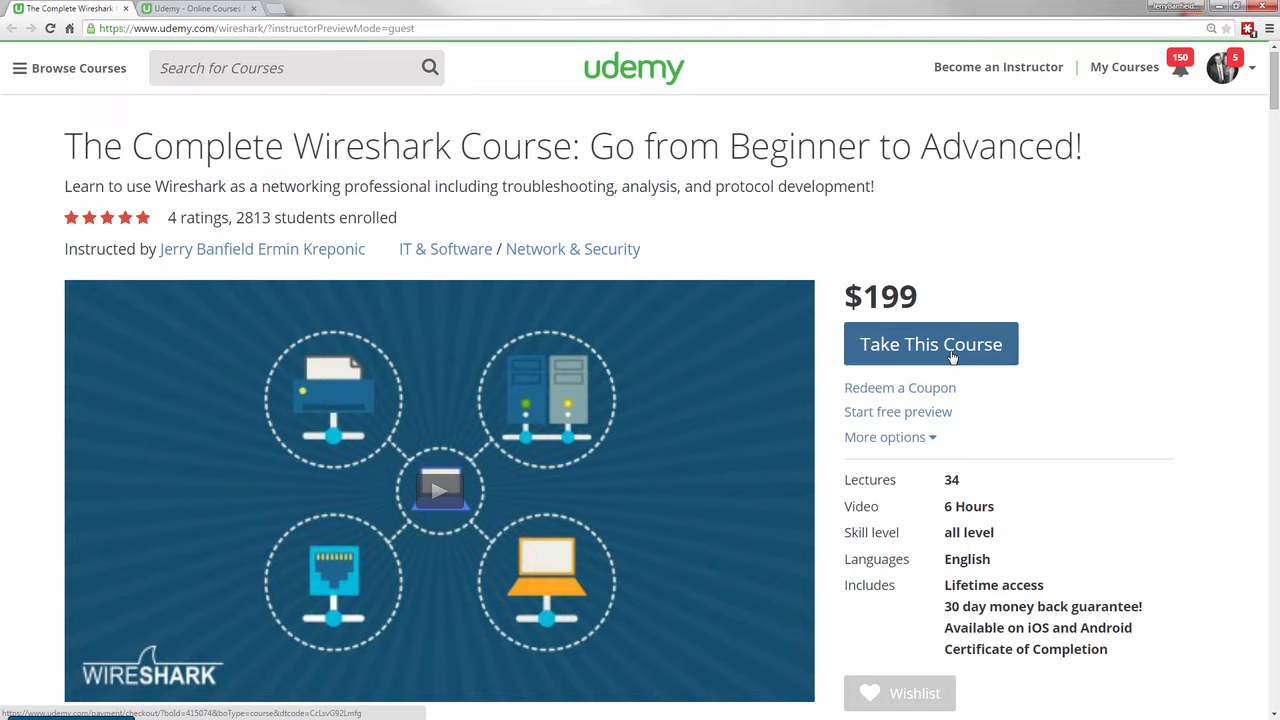 The Complete Wireshark
Udemy - Online Courses
JerryBanfield...
https://www.udemy.com/wireshark/?instructorPreviewMode=guest
Browse Courses
Search for Courses
udemy
Become an Instructor
My Courses
150
5
The Complete Wireshark Course: Go from Beginner to Advanced!
Learn to use Wireshark as a networking professional including troubleshooting, analysis, and protocol development!
4 ratings, 2813 students enrolled
Instructed by Jerry Banfield Ermin Kreponic IT & Software / Network & Security
$199
Take This Course
Redeem a Coupon
Start free preview
More options
Lectures 34
Video 6 Hours
Skill level all level
Languages English
Includes Lifetime access
30 day money back guarantee!
Available on iOS and Android
Certificate of Completion
WIRESHARK
Wishlist